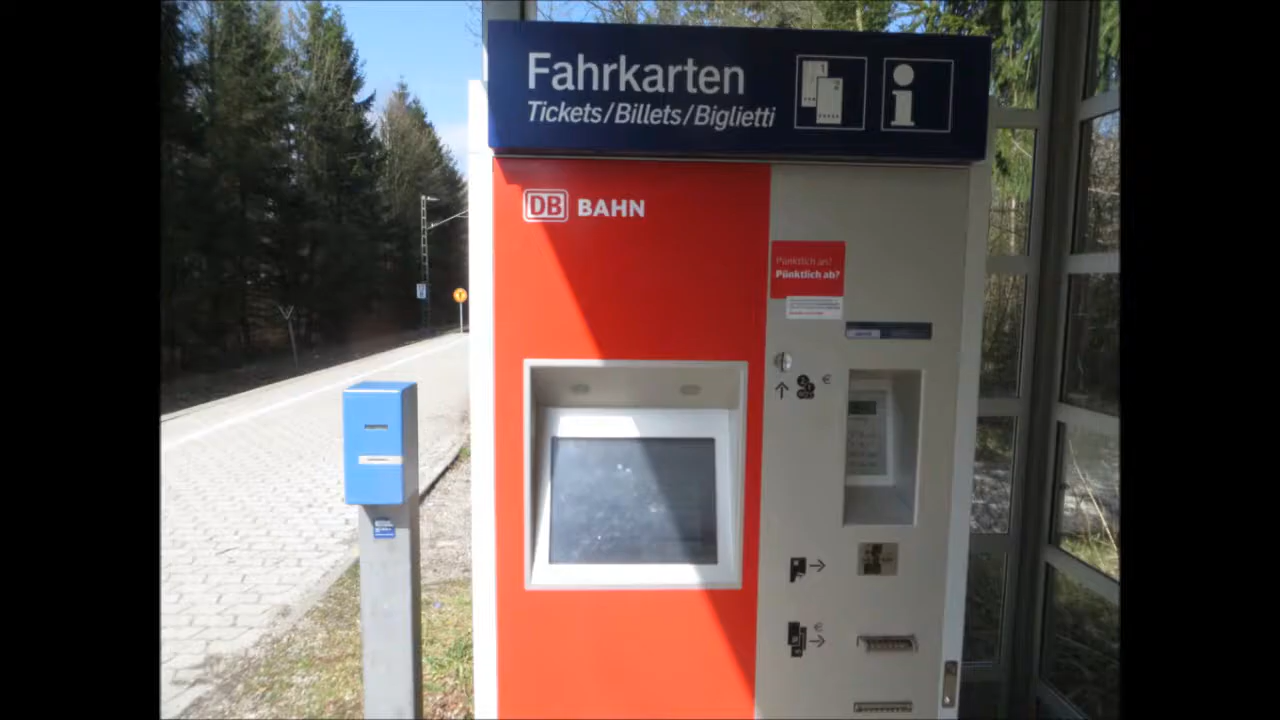 Fahrkarten
Tickets/Billets/Biglietti
DB BAHN
Pünktlich an?
Pünktlich ab?
€
€